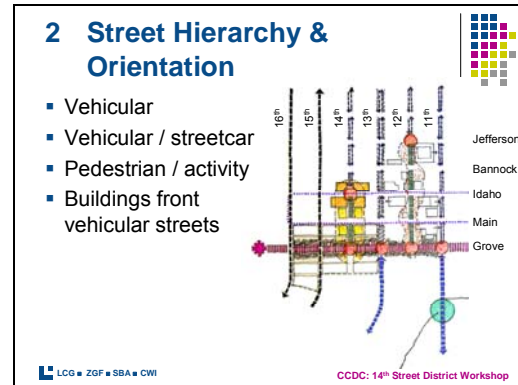 2 Street Hierarchy &
Orientation
▪ Vehicular
▪ Vehicular / streetcar
▪ Pedestrian / activity
▪ Buildings front
vehicular streets
16th
15th
14th
13th
12th
11th
Jefferson
Bannock
Idaho
Main
Grove
LCG ▪ ZGF ▪ SBA ▪ CWI
CCDC: 14th Street District Workshop